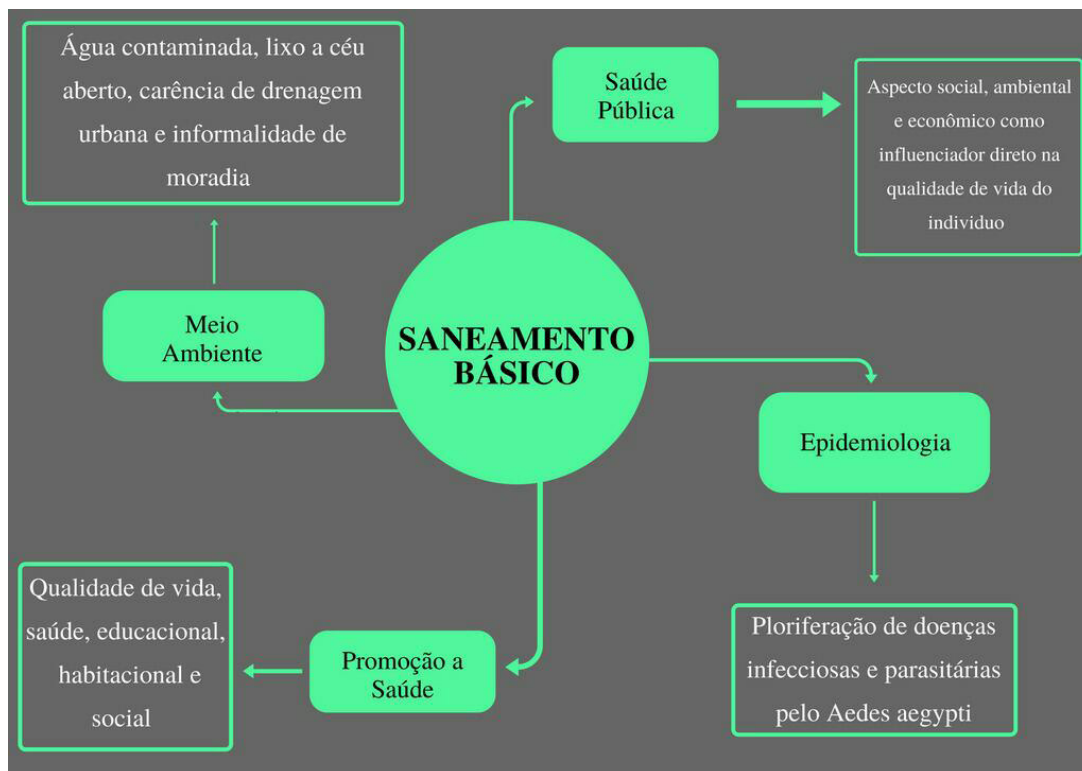 Água contaminada, lixo a céu
aberto, carência de drenagem
urbana e informalidade de
moradia
Saúde
Pública
Aspecto social, ambiental
e econômico como
influenciador direto na
qualidade de vida do
individuo
Meio
Ambiente
SANEAMENTO
BÁSICO
Epidemiologia
Qualidade de vida,
saúde, educacional,
habitacional e
social
Promoção a
Saúde
Ploriferação de doenças
infecciosas e parasitárias
pelo Aedes aegypti